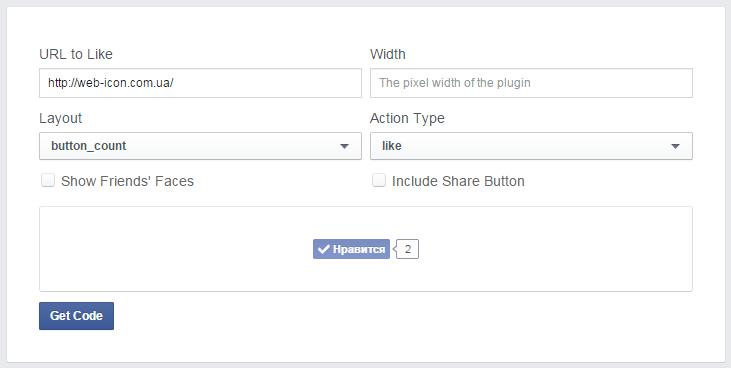 URL to Like Width
http://web-icon.com.ua/ The pixel width of the plugin
Layout Action Type
button_count like
Show Friends' Faces Include Share Button
Нравится 2
Get Code